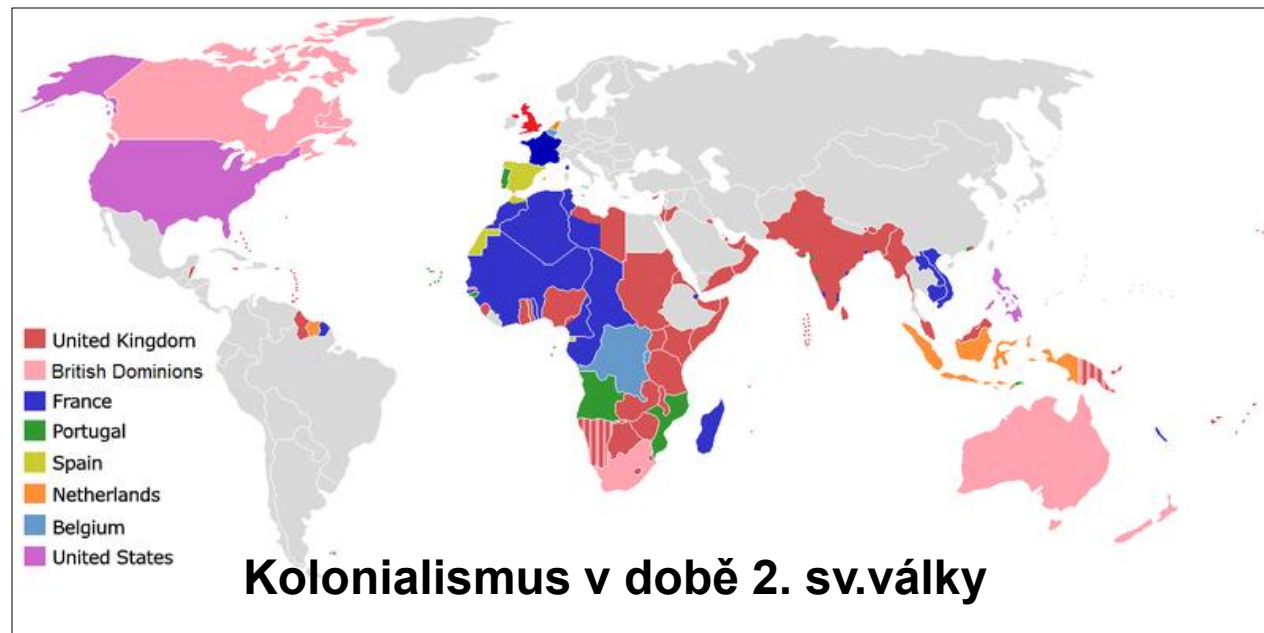 United Kingdom
British Dominions
France
Portugal
Spain
Netherlands
Belgium
United States
Kolonialismus v době 2. sv.války